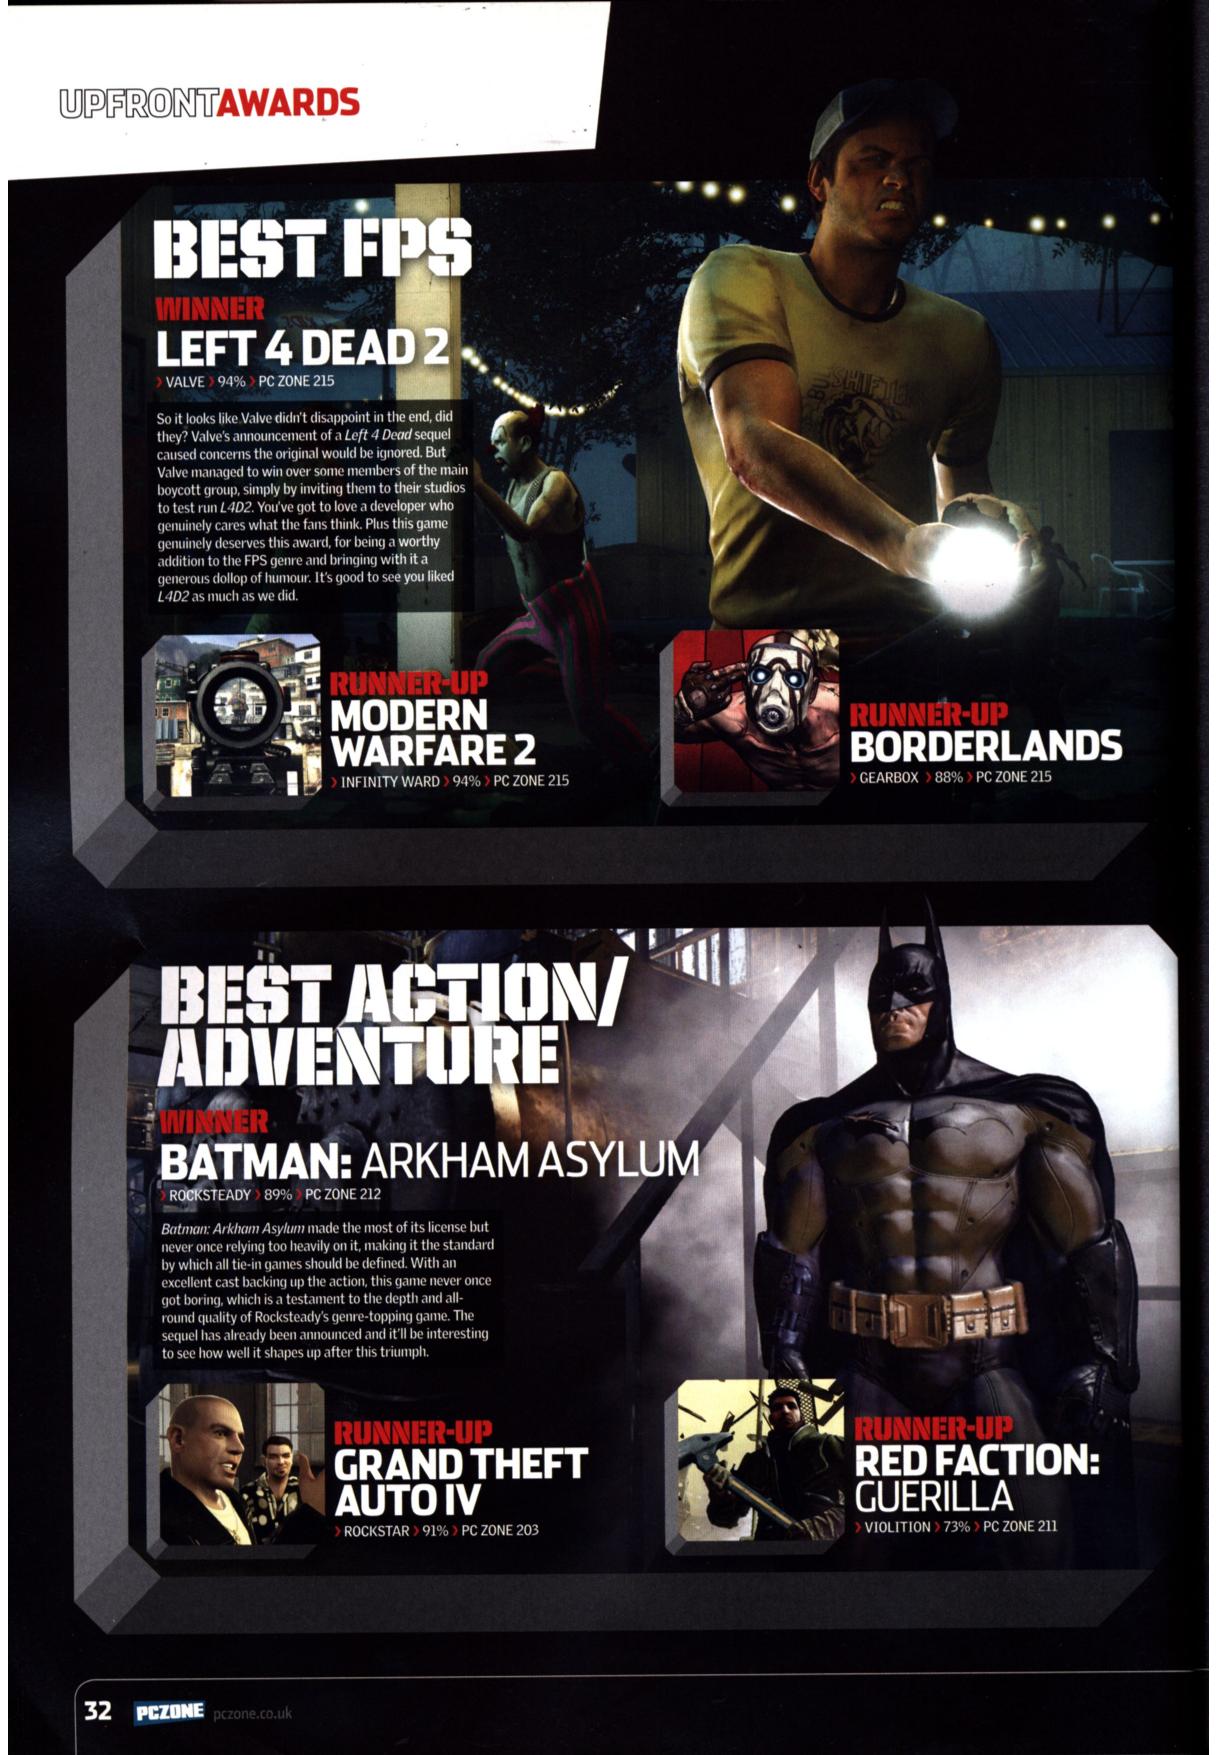 UPFRONTAWARDS
BEST FPS
WINNER
LEFT 4 DEAD 2
› VALVE › 94% › PC ZONE 215
So it looks like Valve didn't disappoint in the end, did
they? Valve's announcement of a Left 4 Dead sequel
caused concerns the original would be ignored. But
Valve managed to win over some members of the main
boycott group, simply by inviting them to their studios
to test run L4D2. You've got to love a developer who
genuinely cares what the fans think. Plus this game
genuinely deserves this award, for being a worthy
addition to the FPS genre and bringing with it a
generous dollop of humour. It's good to see you liked
L4D2 as much as we did.
RUNNER-UP
MODERN
WARFARE 2
› INFINITY WARD › 94% › PC ZONE 215
RUNNER-UP
BORDERLANDS
› GEARBOX › 88% › PC ZONE 215
BEST ACTION/
ADVENTURE
WINNER
BATMAN: ARKHAM ASYLUM
› ROCKSTEADY › 89% › PC ZONE 212
Batman: Arkham Asylum made the most of its license but
never once relying too heavily on it, making it the standard
by which all tie-in games should be defined. With an
excellent cast backing up the action, this game never once
got boring, which is a testament to the depth and all-
round quality of Rocksteady's genre-topping game. The
sequel has already been announced and it'll be interesting
to see how well it shapes up after this triumph.
RUNNER-UP
GRAND THEFT
AUTO IV
› ROCKSTAR › 91% › PC ZONE 203
RUNNER-UP
RED FACTION:
GUERILLA
› VIOLITION › 73% › PC ZONE 211
32 PCZONE pczone.co.uk